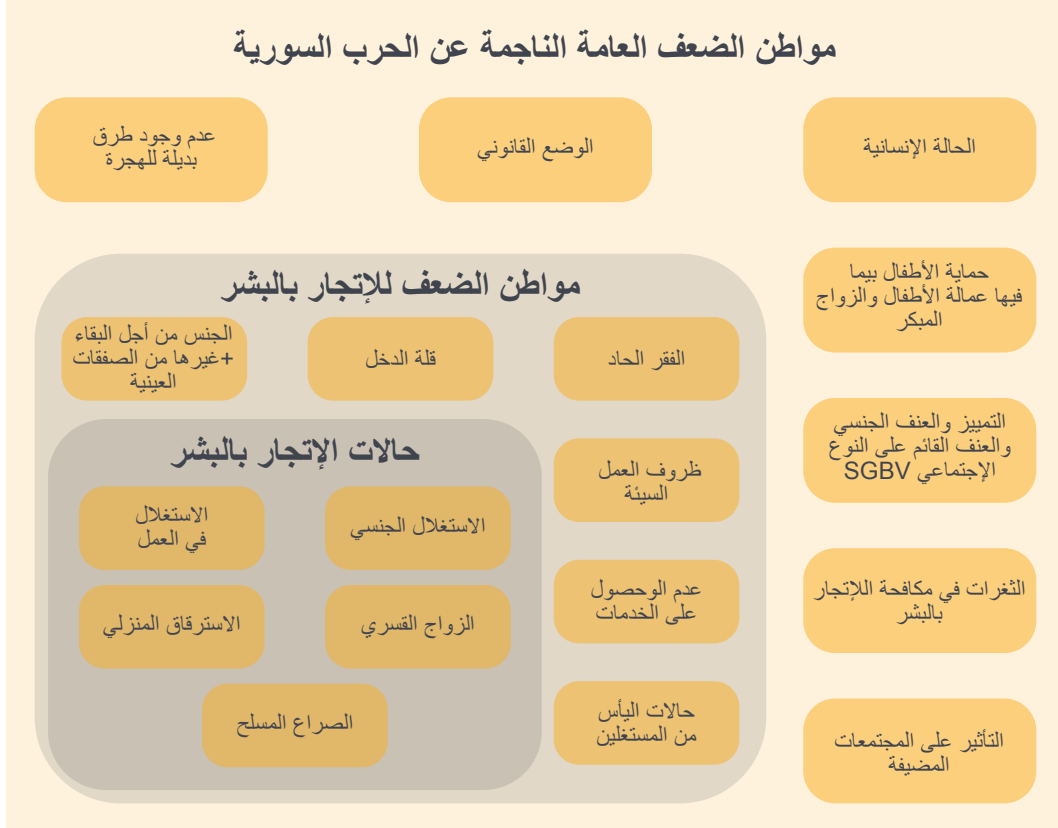 مواطن الضعف العامة الناجمة عن الحرب السورية
الحالة الإنسانية
الوضع القانوني
عدم وجود طرق
بديلة للهجرة
حماية الأطفال بيما
فيها عمالة الأطفال والزواج
المبكر
التمييز والعنف الجنسي
والعنف القائم على النوع
الإجتماعي SGBV
الثغرات في مكافحة اللإتجار
بالبشر
التأثير على المجتمعات
المضيفة
مواطن الضعف للإتجار بالبشر
الفقر الحاد
قلة الدخل
الجنس من أجل البقاء
+غيرها من الصفقات
العينية
ظروف العمل
السيئة
عدم الوحصول
على الخدمات
حالات اليأس
من المستغلين
حالات الإتجار بالبشر
الاستغلال الجنسي
الاستغلال
في العمل
الزواج القسري
الاسترقاق المنزلي
الصراع المسلح